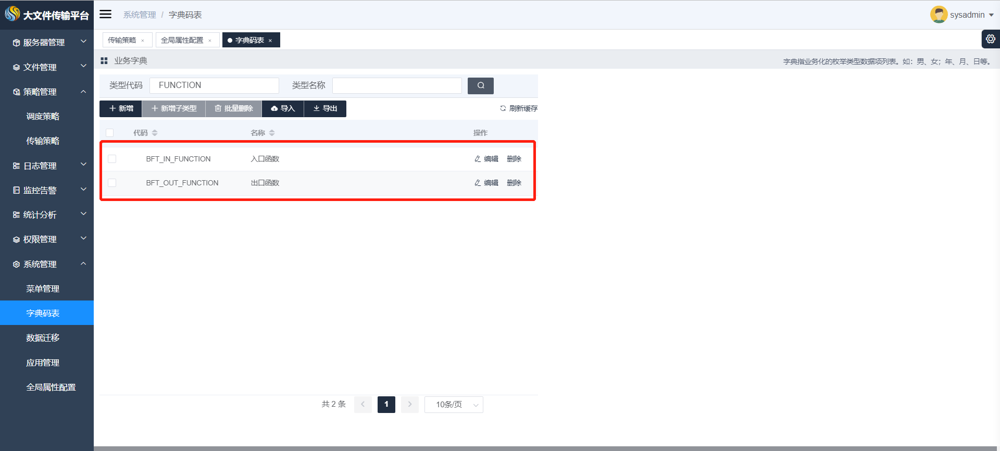 大文件传输平台
系统管理 / 字典码表
sysadmin
传输策略 ×
全局属性配置 ×
字典码表 ×
业务字典
字典指业务化的枚举类型数据项列表。如：男、女；年、月、日等。
服务器管理
文件管理
策略管理
调度策略
传输策略
日志管理
监控告警
统计分析
权限管理
系统管理
菜单管理
字典码表
数据迁移
应用管理
全局属性配置
类型代码 FUNCTION 类型名称
新增 新增子类型 批量删除 导入 导出 刷新缓存
代码 名称 操作
BFT_IN_FUNCTION 入口函数 编辑 删除
BFT_OUT_FUNCTION 出口函数 编辑 删除
共 2 条 1 10条/页